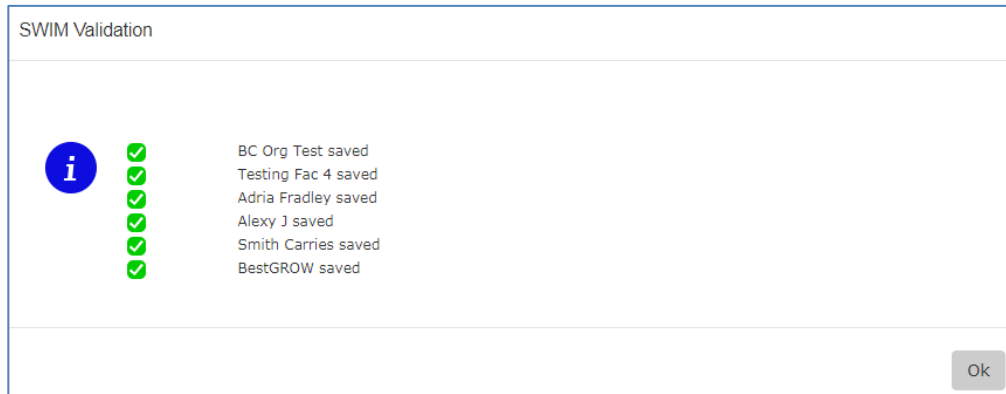 SWIM Validation
i
BC Org Test saved
Testing Fac 4 saved
Adria Fradley saved
Alexy J saved
Smith Carries saved
BestGROW saved
Ok